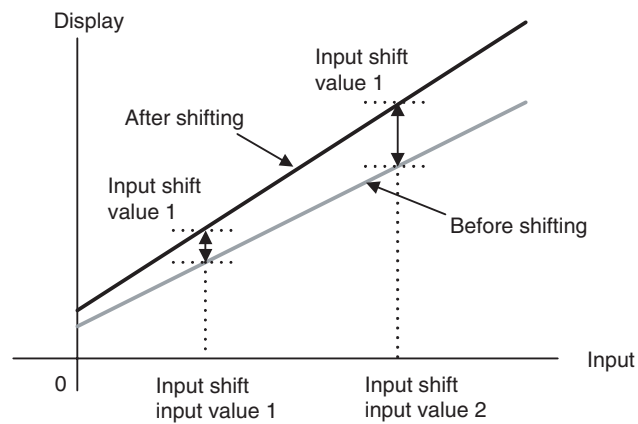 Display
Input shift
value 1
After shifting
Input shift
value 1
Before shifting
Input
0
Input shift
input value 1
Input shift
input value 2